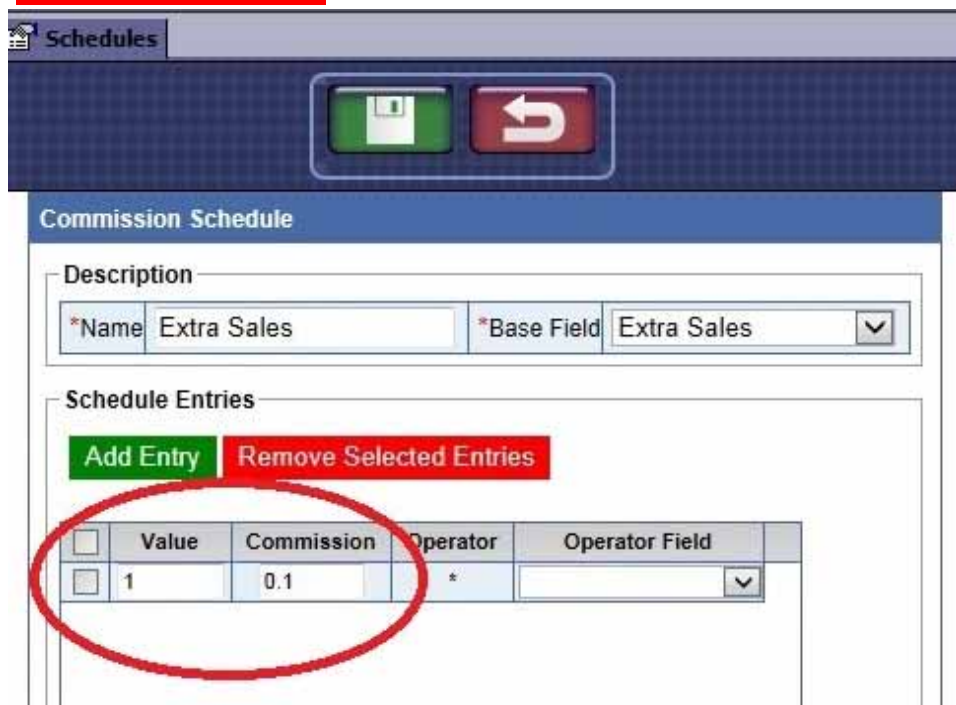 Schedules
Commission Schedule
Description
*Name Extra Sales *Base Field Extra Sales
Schedule Entries
Add Entry Remove Selected Entries
Value Commission Operator Operator Field
1 0.1 *